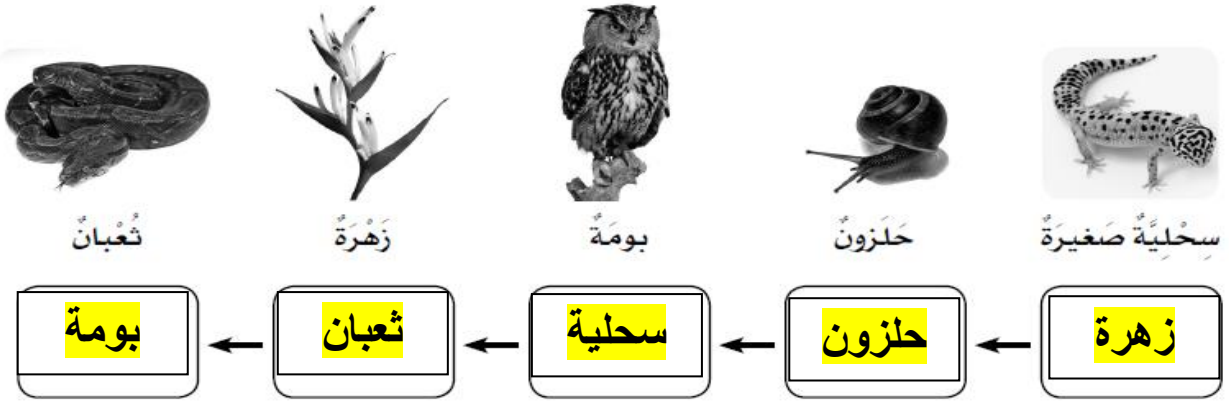 سِحْلِيَّةٌ صَغيرَةٌ حَلَزونٌ بومَةٌ زَهْرَةٌ ثُعْبانٌ
زهرة حلزون سحلية ثعبان بومة